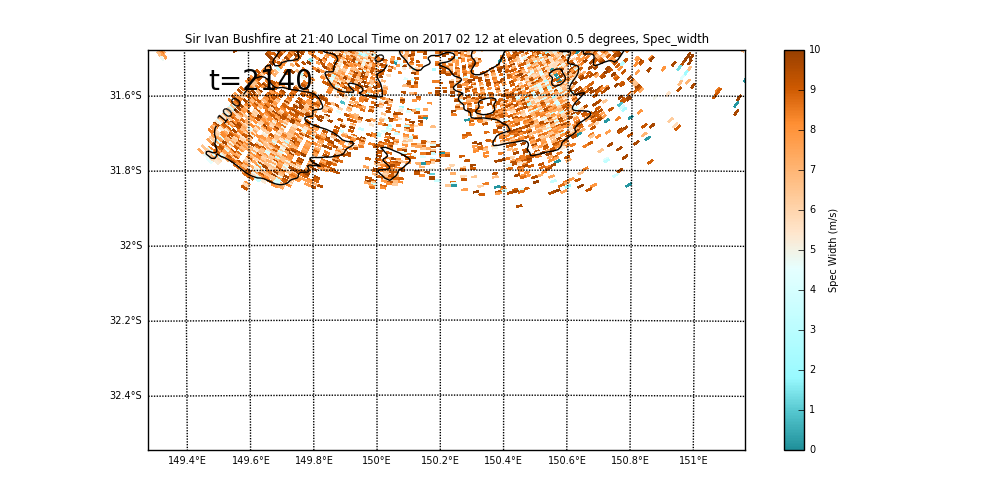 Sir Ivan Bushfire at 21:40 Local Time on 2017 02 12 at elevation 0.5 degrees, Spec_width
t=2140
10.0
31.6°S
31.8°S
32°S
32.2°S
32.4°S
149.4°E 149.6°E 149.8°E 150°E 150.2°E 150.4°E 150.6°E 150.8°E 151°E
10
9
8
7
6
5
4
3
2
1
0
Spec Width (m/s)